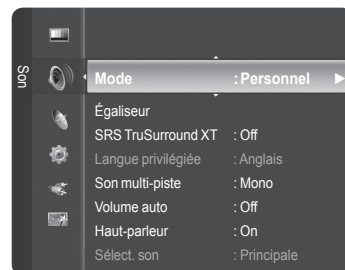 Son
Mode : Personnel
Égaliseur
SRS TruSurround XT : Off
Langue privilégiée : Anglais
Son multi-piste : Mono
Volume auto : Off
Haut-parleur : On
Sélect. son : Principale